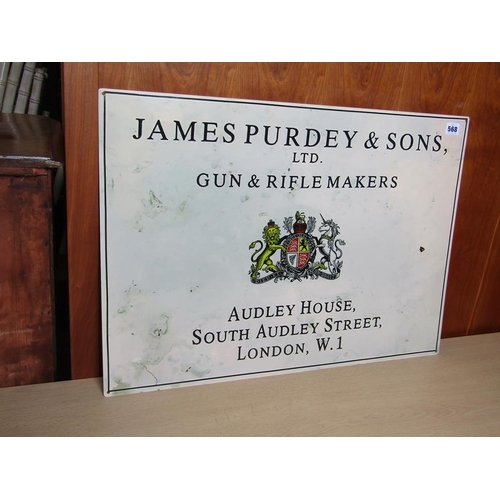 JAMES PURDEY & SONS,
LTD.
GUN & RIFLE MAKERS
AUDLEY HOUSE,
SOUTH AUDLEY STREET,
LONDON, W.1
568